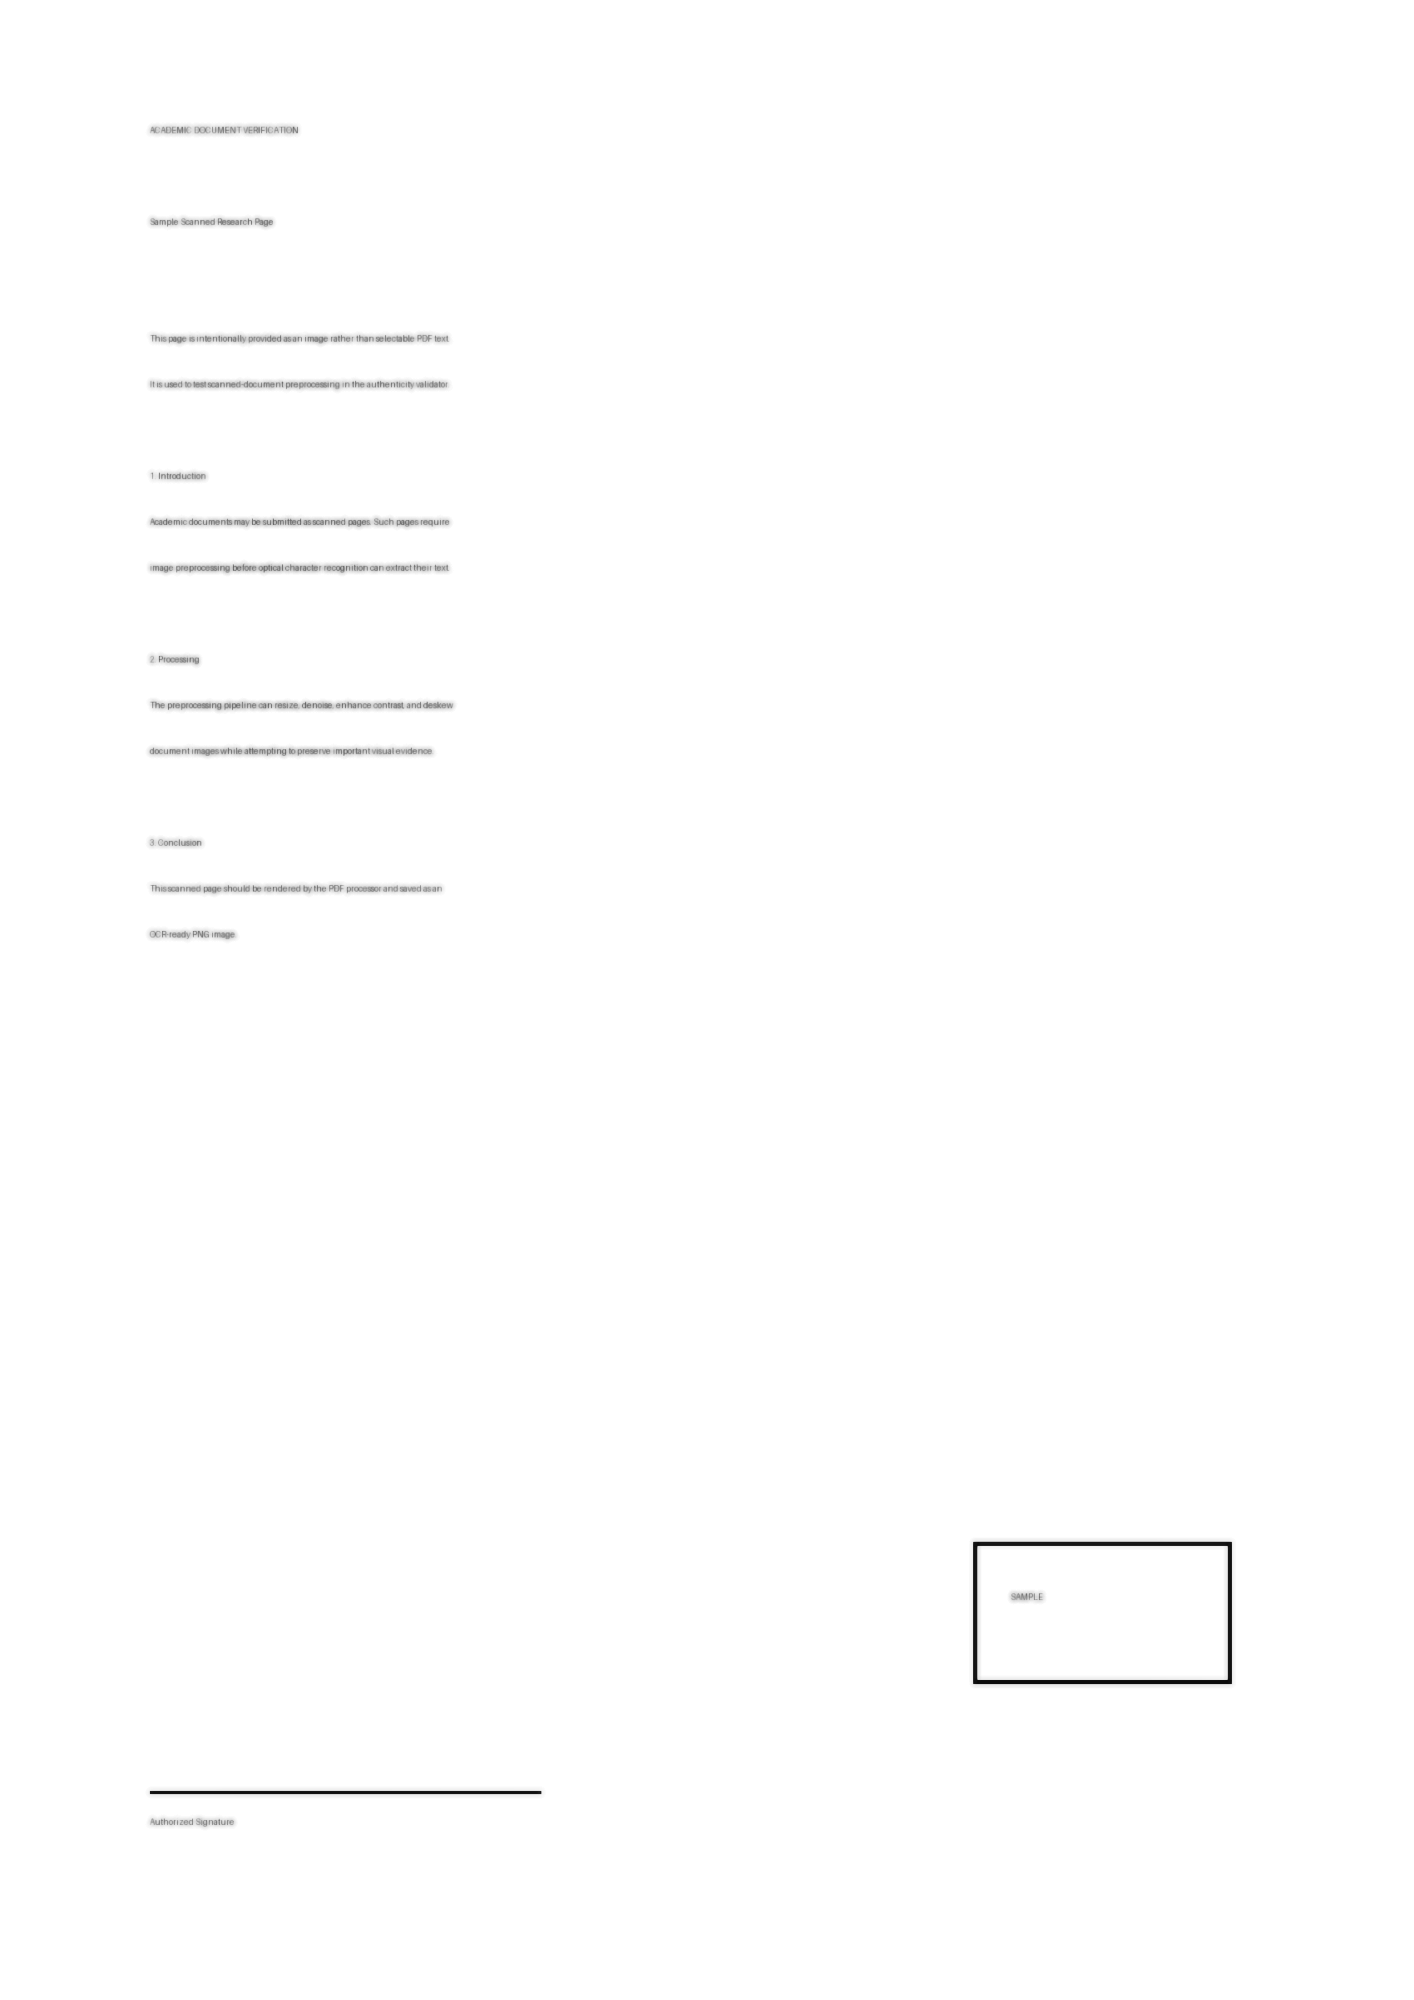 ACADEMIC DOCUMENT VERIFICATION
Sample Scanned Research Page
This page is intentionally provided as an image rather than selectable PDF text
It is used to test scanned-document preprocessing in the authenticity validator
1. Introduction
Academic documents may be submitted as scanned pages. Such pages require
image preprocessing before optical character recognition can extract their text
2. Processing
The preprocessing pipeline can resize, denoise, enhance contrast, and deskew
document images while attempting to preserve important visual evidence
3. Conclusion
This scanned page should be rendered by the PDF processor and saved as an
OCR-ready PNG image.
SAMPLE
Authorized Signature